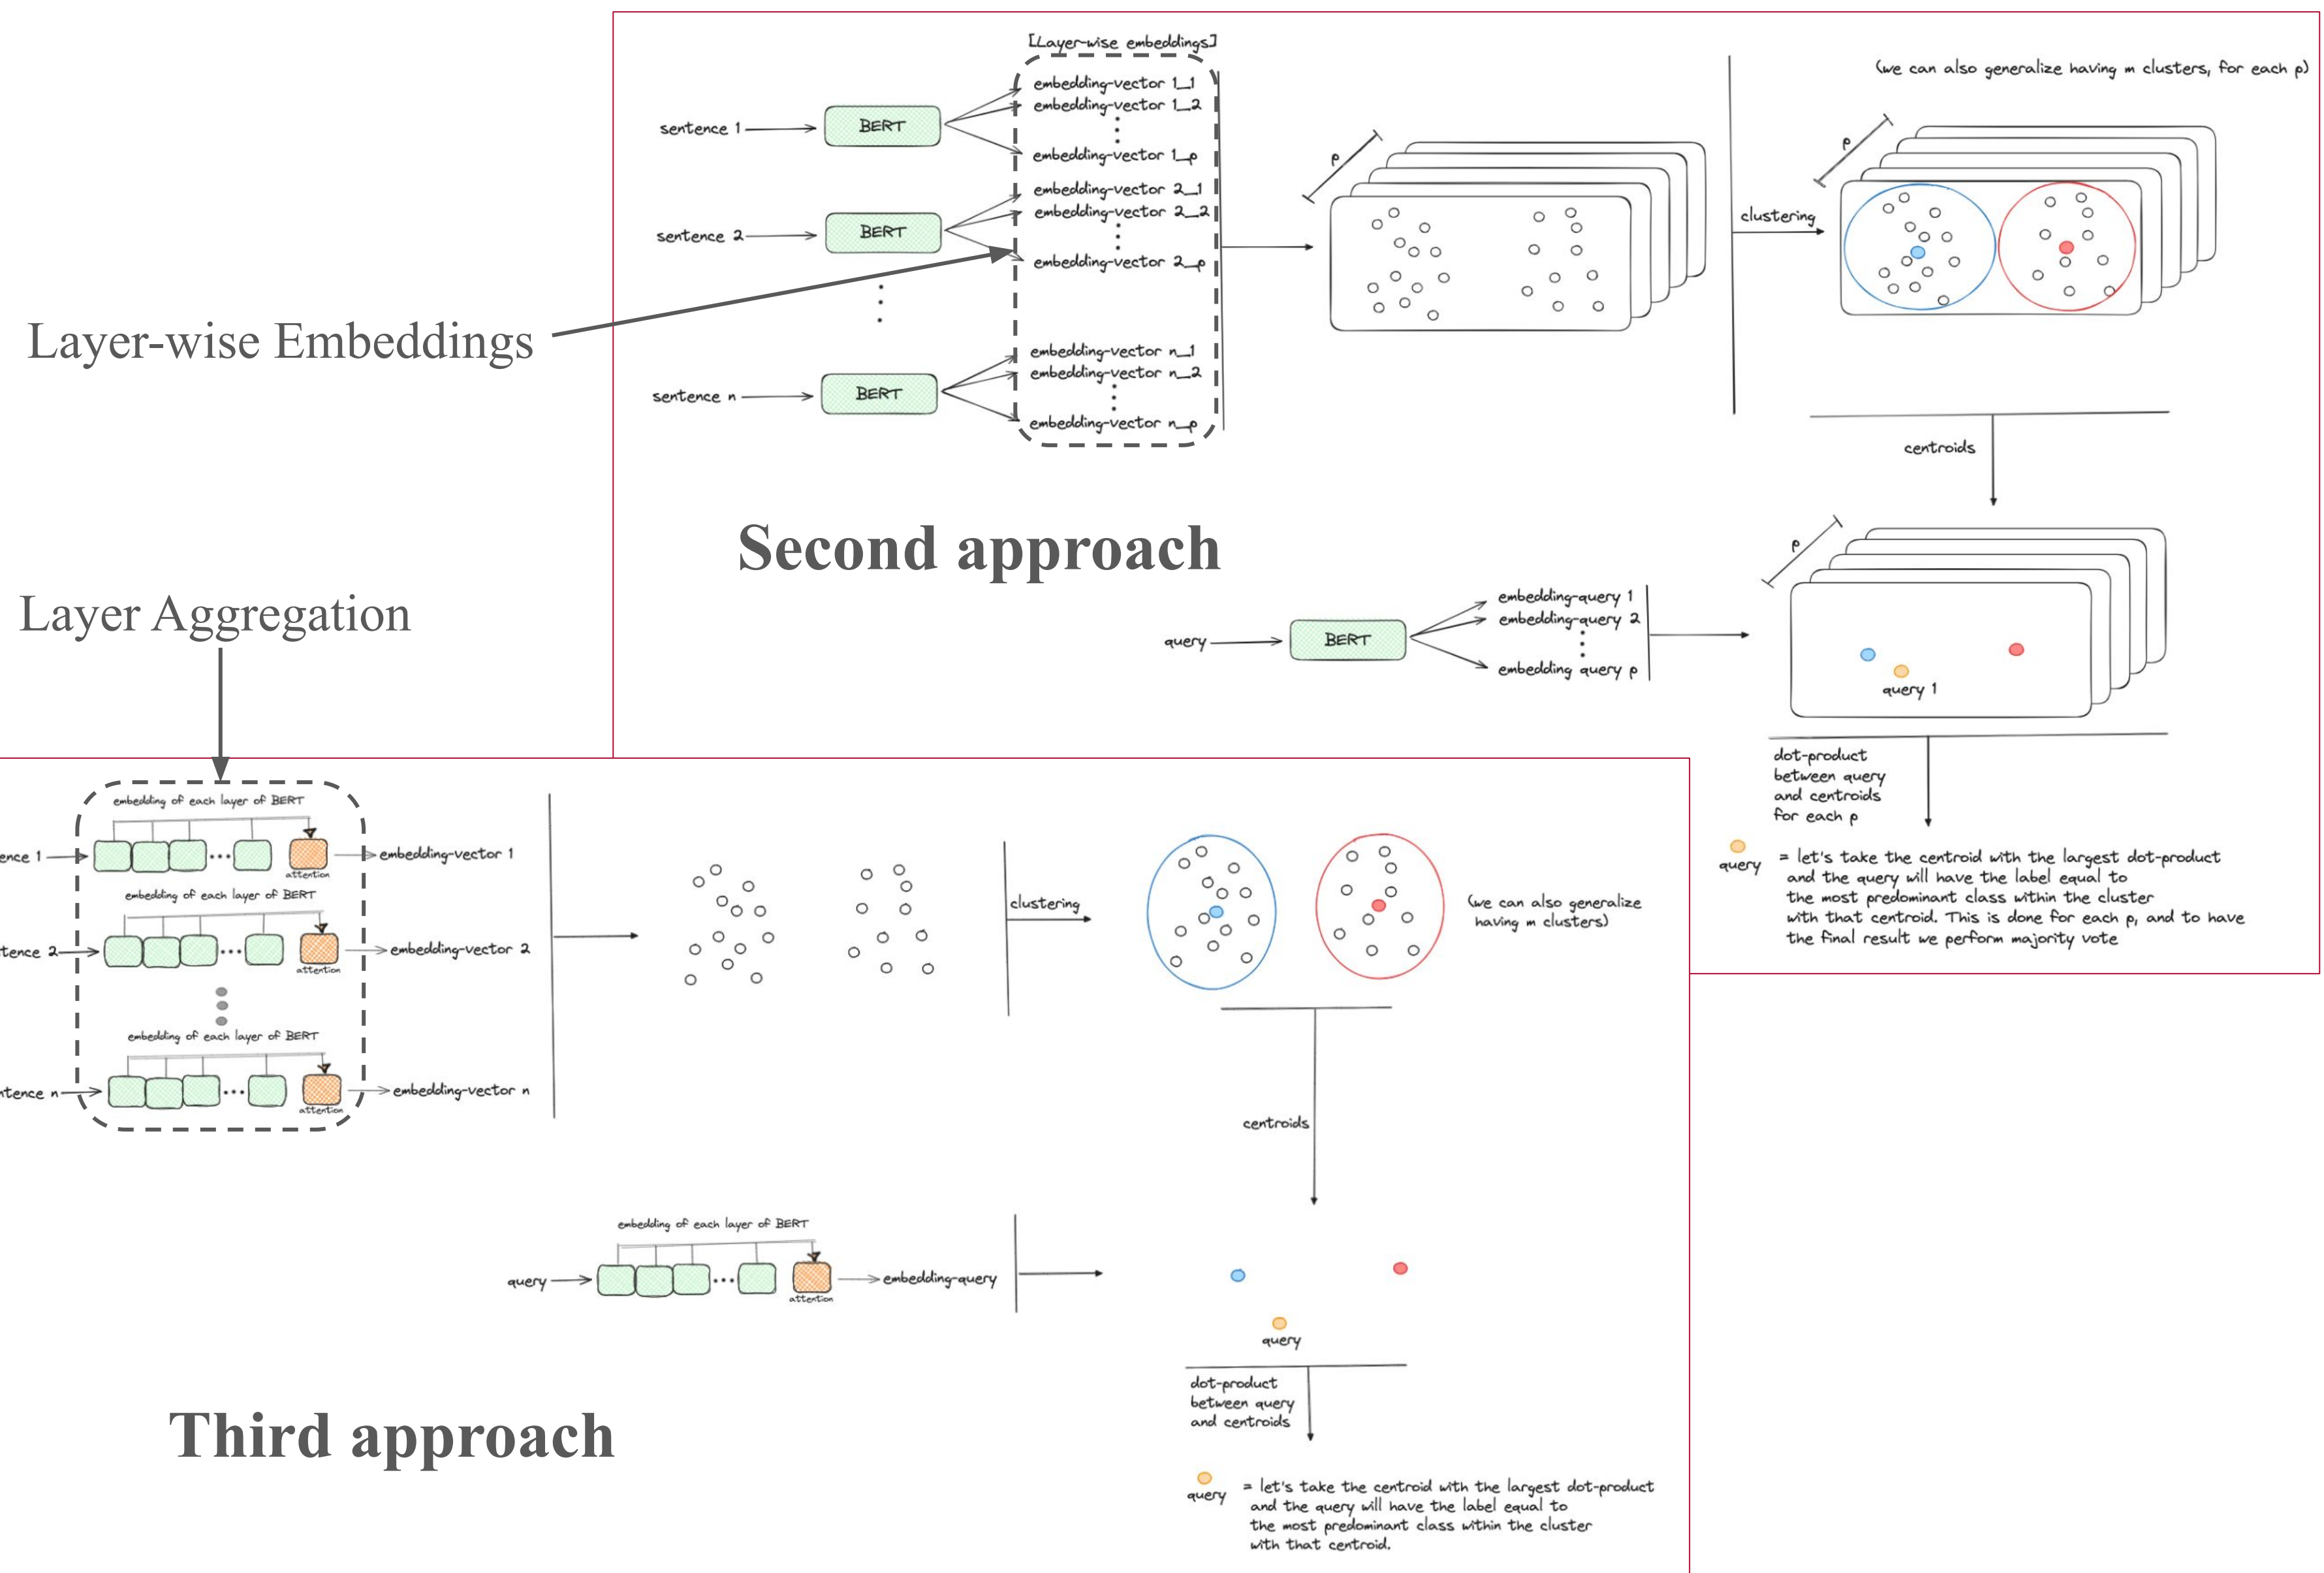 [Layer-wise embeddings]
embedding-vector 1_1
embedding-vector 1_2
sentence 1
BERT
embedding-vector 1_p
embedding-vector 2_1
embedding-vector 2_2
sentence 2
BERT
embedding-vector 2_p
embedding-vector n_1
embedding-vector n_2
sentence n
BERT
embedding-vector n_p
p
(we can also generalize having m clusters, for each p)
p
clustering
centroids
Layer-wise Embeddings
Second approach
query
BERT
embedding-query 1
embedding-query 2
embedding query p
p
query 1
dot-product
between query
and centroids
for each p
query
= let's take the centroid with the largest dot-product
and the query will have the label equal to
the most predominant class within the cluster
with that centroid. This is done for each p, and to have
the final result we perform majority vote
Layer Aggregation
embedding of each layer of BERT
ence 1
attention
embedding-vector 1
embedding of each layer of BERT
tence 2
attention
embedding-vector 2
embedding of each layer of BERT
ntence n
attention
embedding-vector n
clustering
(we can also generalize
having m clusters)
centroids
embedding of each layer of BERT
query
attention
embedding-query
query
dot-product
between query
and centroids
Third approach
query
= let's take the centroid with the largest dot-product
and the query will have the label equal to
the most predominant class within the cluster
with that centroid.